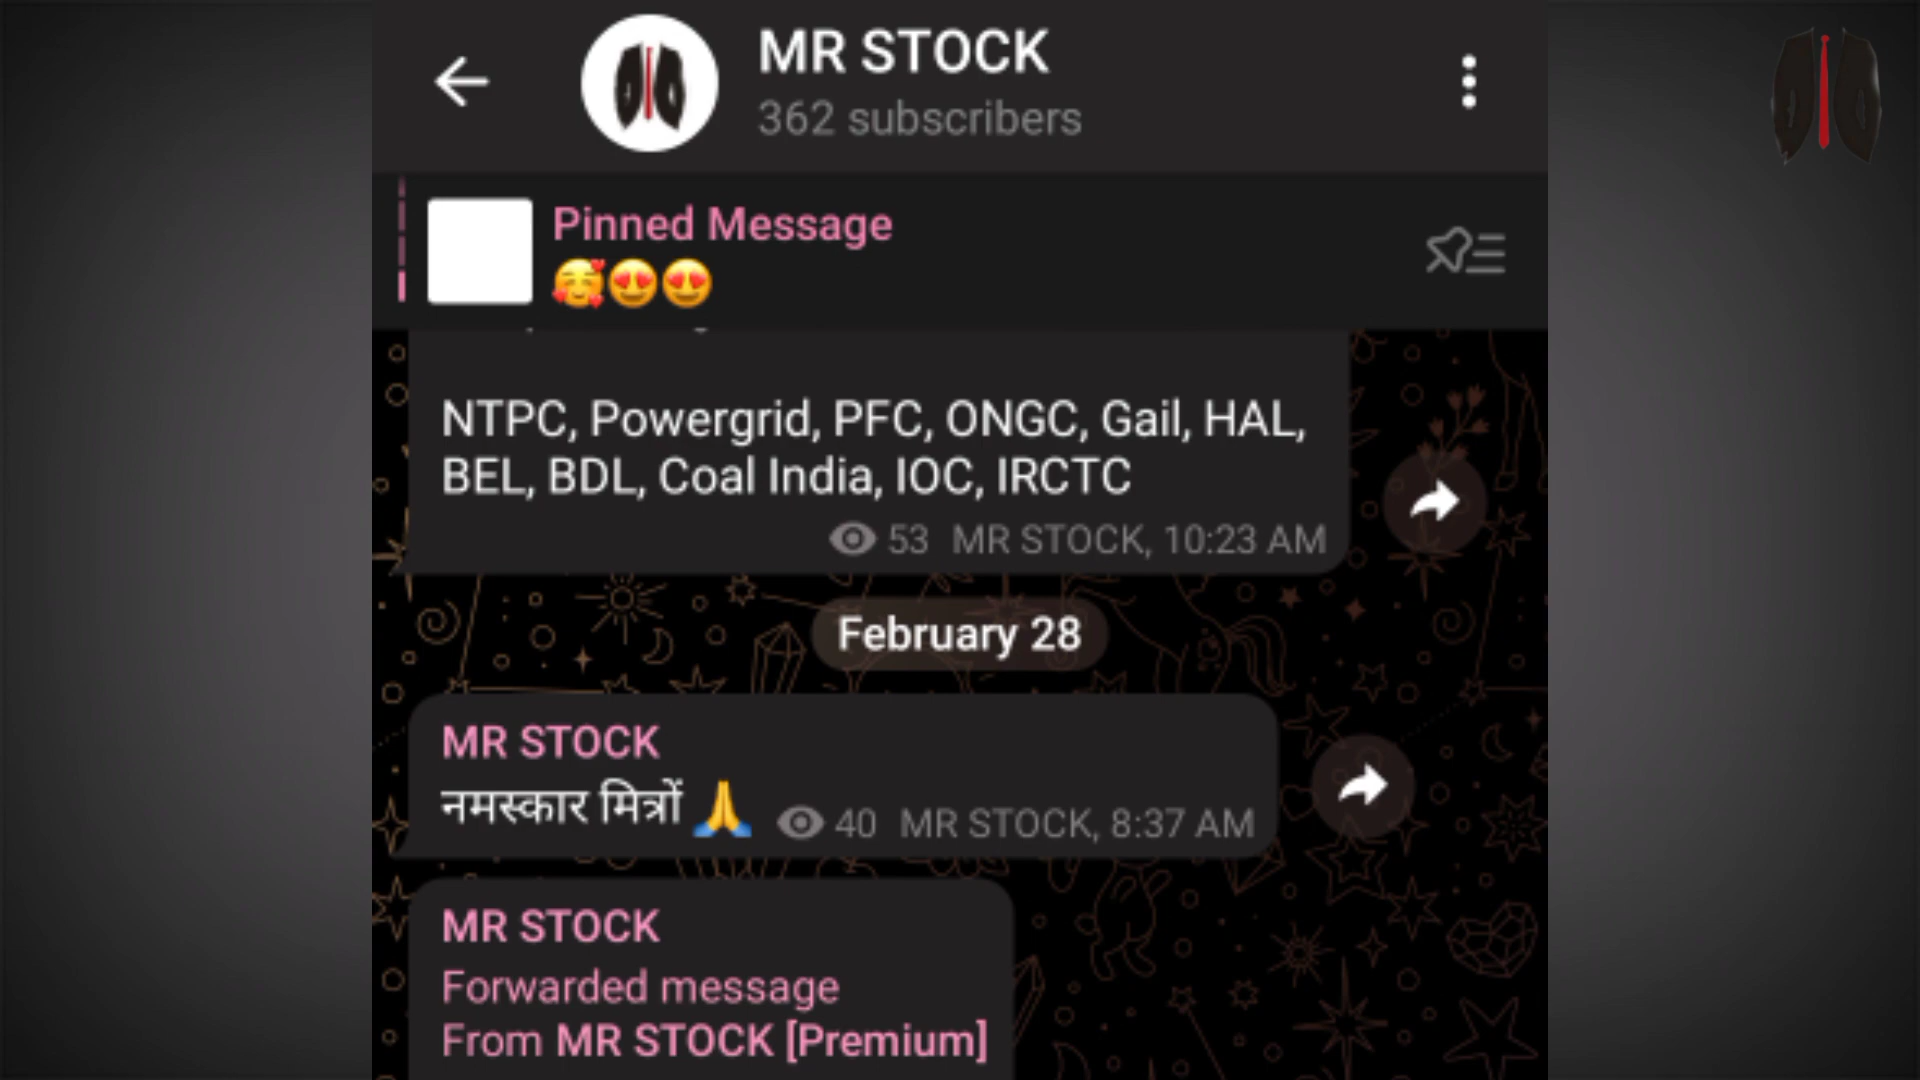 MR STOCK
362 subscribers
Pinned Message
🥰😍😍
NTPC, Powergrid, PFC, ONGC, Gail, HAL,
BEL, BDL, Coal India, IOC, IRCTC
53 MR STOCK, 10:23 AM
February 28
MR STOCK
नमस्कार मित्रों 🙏 40 MR STOCK, 8:37 AM
MR STOCK
Forwarded message
From MR STOCK [Premium]